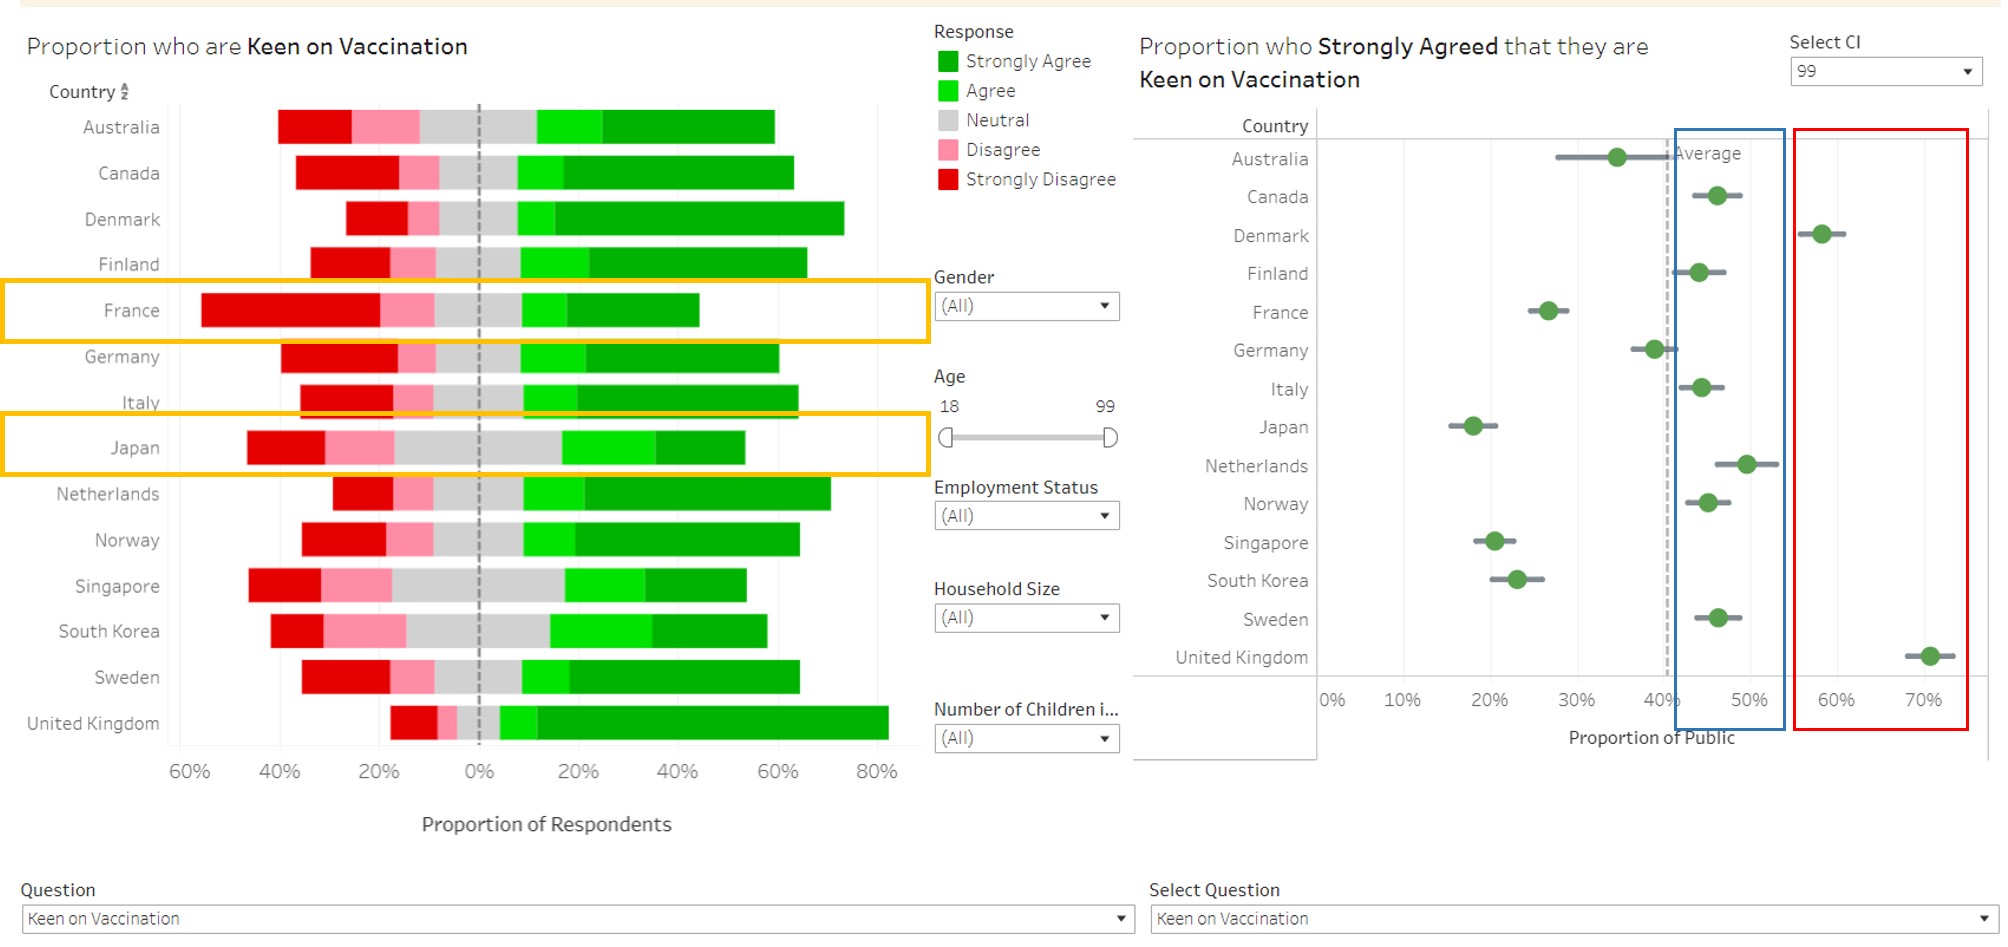 Proportion who are Keen on Vaccination
Country
Australia
Canada
Denmark
Finland
France
Germany
Italy
Japan
Netherlands
Norway
Singapore
South Korea
Sweden
United Kingdom
60% 40% 20% 0% 20% 40% 60% 80%
Proportion of Respondents
Response
Strongly Agree
Agree
Neutral
Disagree
Strongly Disagree
Gender
(All)
Age
18 99
Employment Status
(All)
Household Size
(All)
Number of Children i...
(All)
Proportion who Strongly Agreed that they are
Keen on Vaccination
Select CI
99
Country
Average
Australia
Canada
Denmark
Finland
France
Germany
Italy
Japan
Netherlands
Norway
Singapore
South Korea
Sweden
United Kingdom
0% 10% 20% 30% 40% 50% 60% 70%
Proportion of Public
Question
Keen on Vaccination
Select Question
Keen on Vaccination